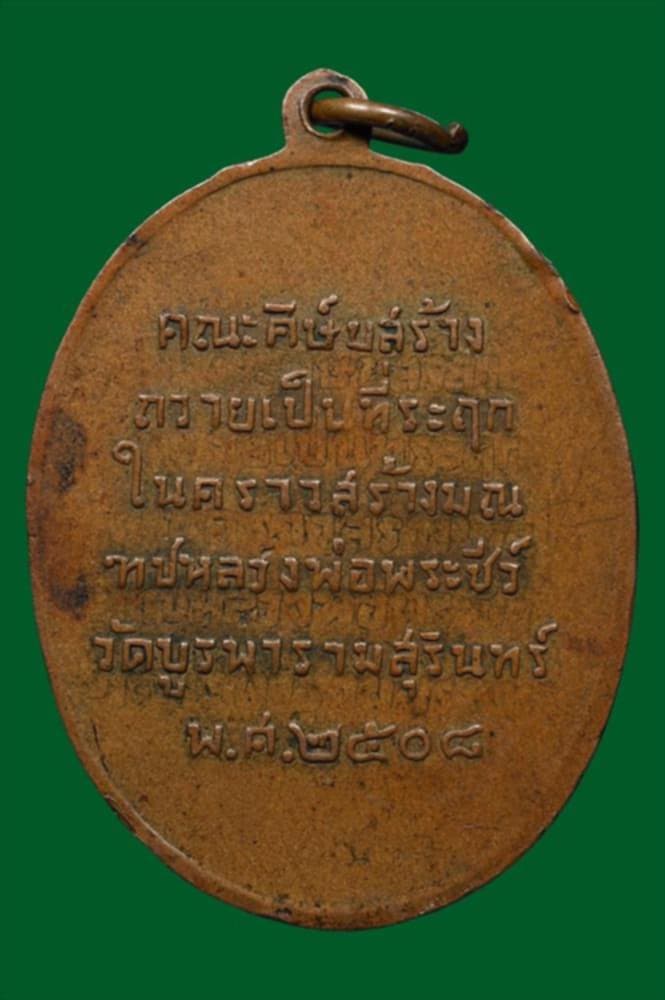 คณะศิษย์สร้าง
ถวายเป็นที่ระฤก
ในคราวสร้างมณ
ฑปหลวงพ่อพระชีว์
วัดบูรพารามสุรินทร์
พ.ศ.๒๕๐๘